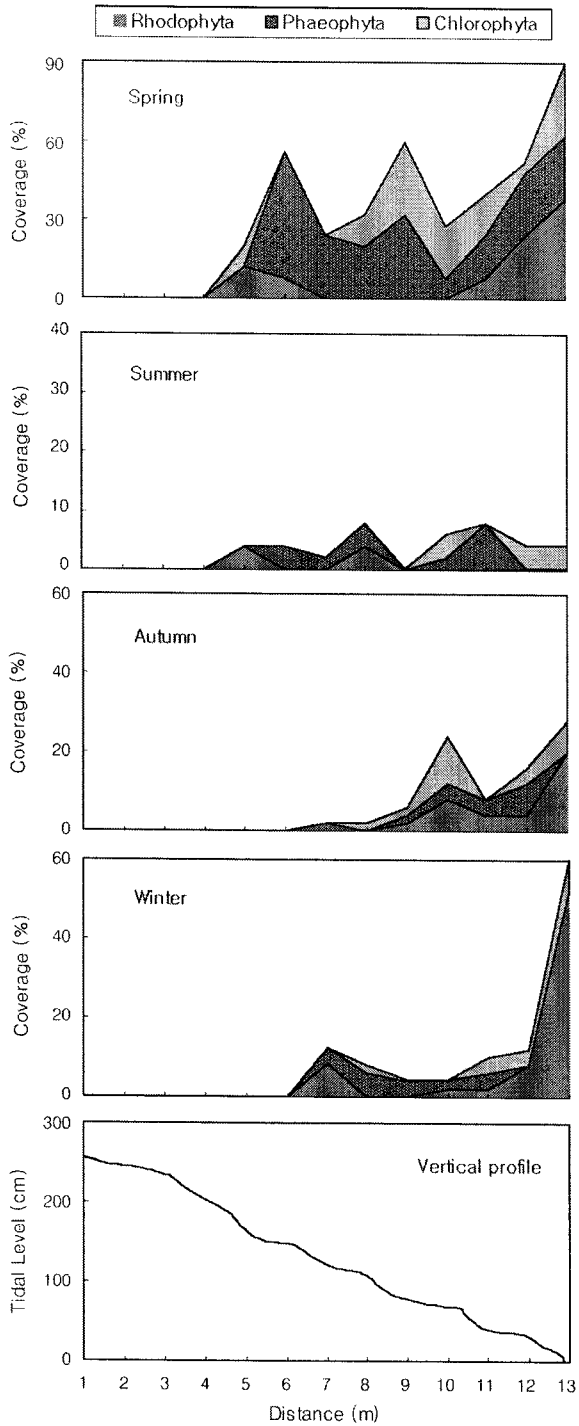 Rhodophyta Phaeophyta Chlorophyta
Spring
Coverage (%)
90
60
30
0
Summer
Coverage (%)
40
30
20
10
0
Autumn
Coverage (%)
60
40
20
0
Winter
Coverage (%)
60
40
20
0
Vertical profile
Tidal Level (cm)
300
200
100
0
1 2 3 4 5 6 7 8 9 10 11 12 13
Distance (m)